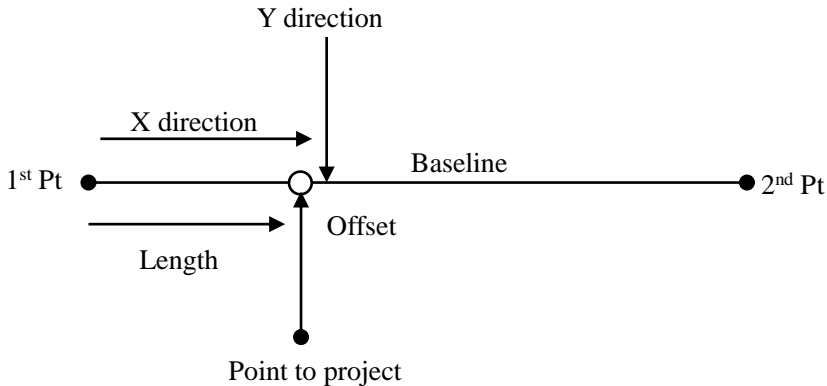 Y direction
X direction
Baseline
1st Pt
2nd Pt
Offset
Length
Point to project